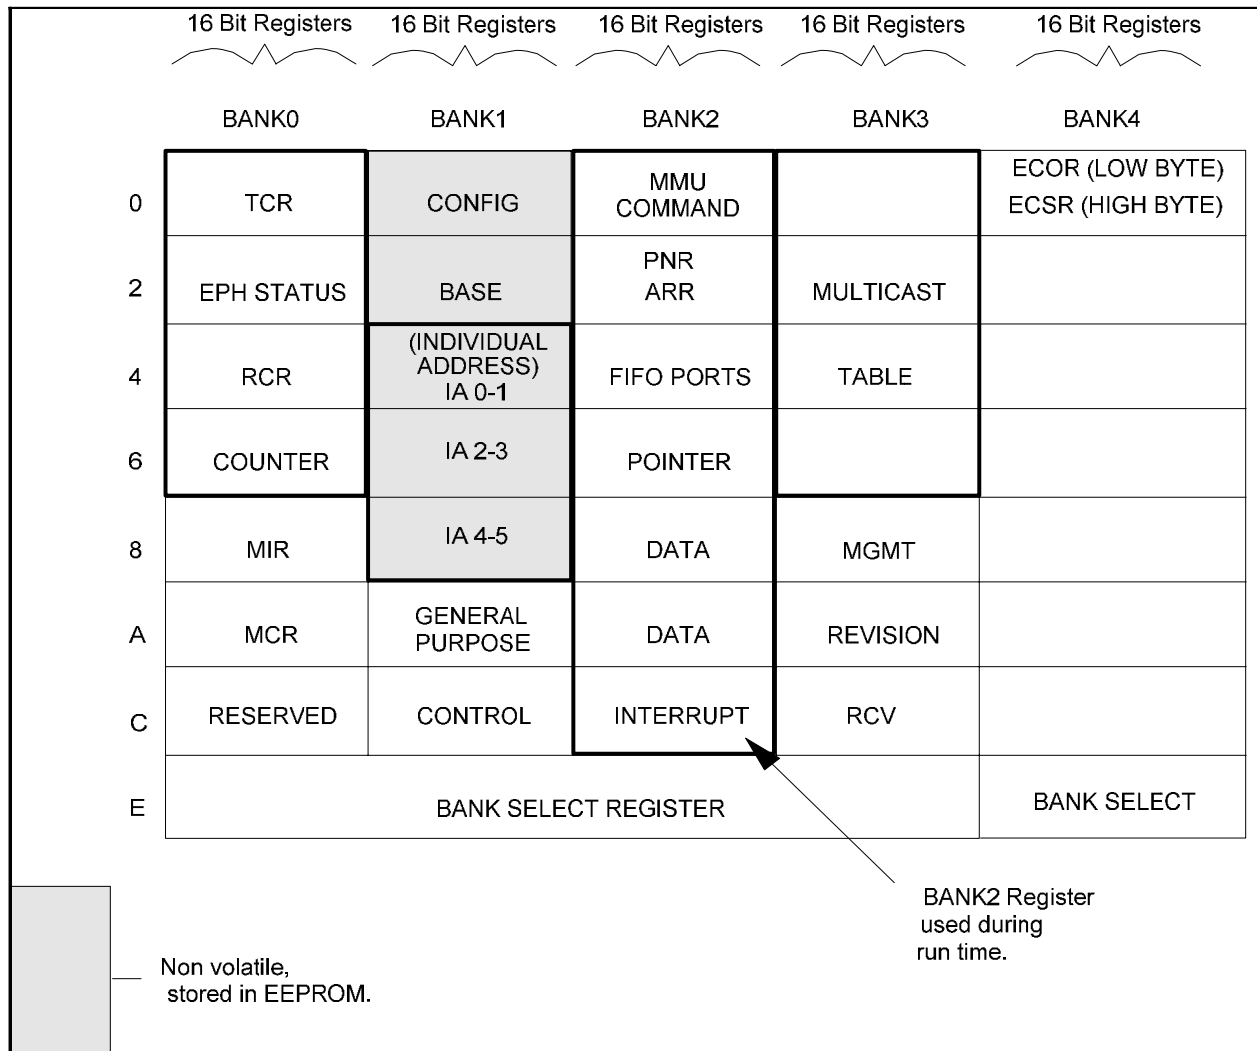 16 Bit Registers 16 Bit Registers 16 Bit Registers 16 Bit Registers 16 Bit Registers
BANK0 BANK1 BANK2 BANK3 BANK4
0 TCR CONFIG MMU COMMAND ECOR (LOW BYTE) ECSR (HIGH BYTE)
2 EPH STATUS BASE PNR ARR MULTICAST
4 RCR (INDIVIDUAL ADDRESS) IA 0-1 FIFO PORTS TABLE
6 COUNTER IA 2-3 POINTER
8 MIR IA 4-5 DATA MGMT
A MCR GENERAL PURPOSE DATA REVISION
C RESERVED CONTROL INTERRUPT RCV
E BANK SELECT REGISTER BANK SELECT
BANK2 Register
used during
run time.
Non volatile,
stored in EEPROM.